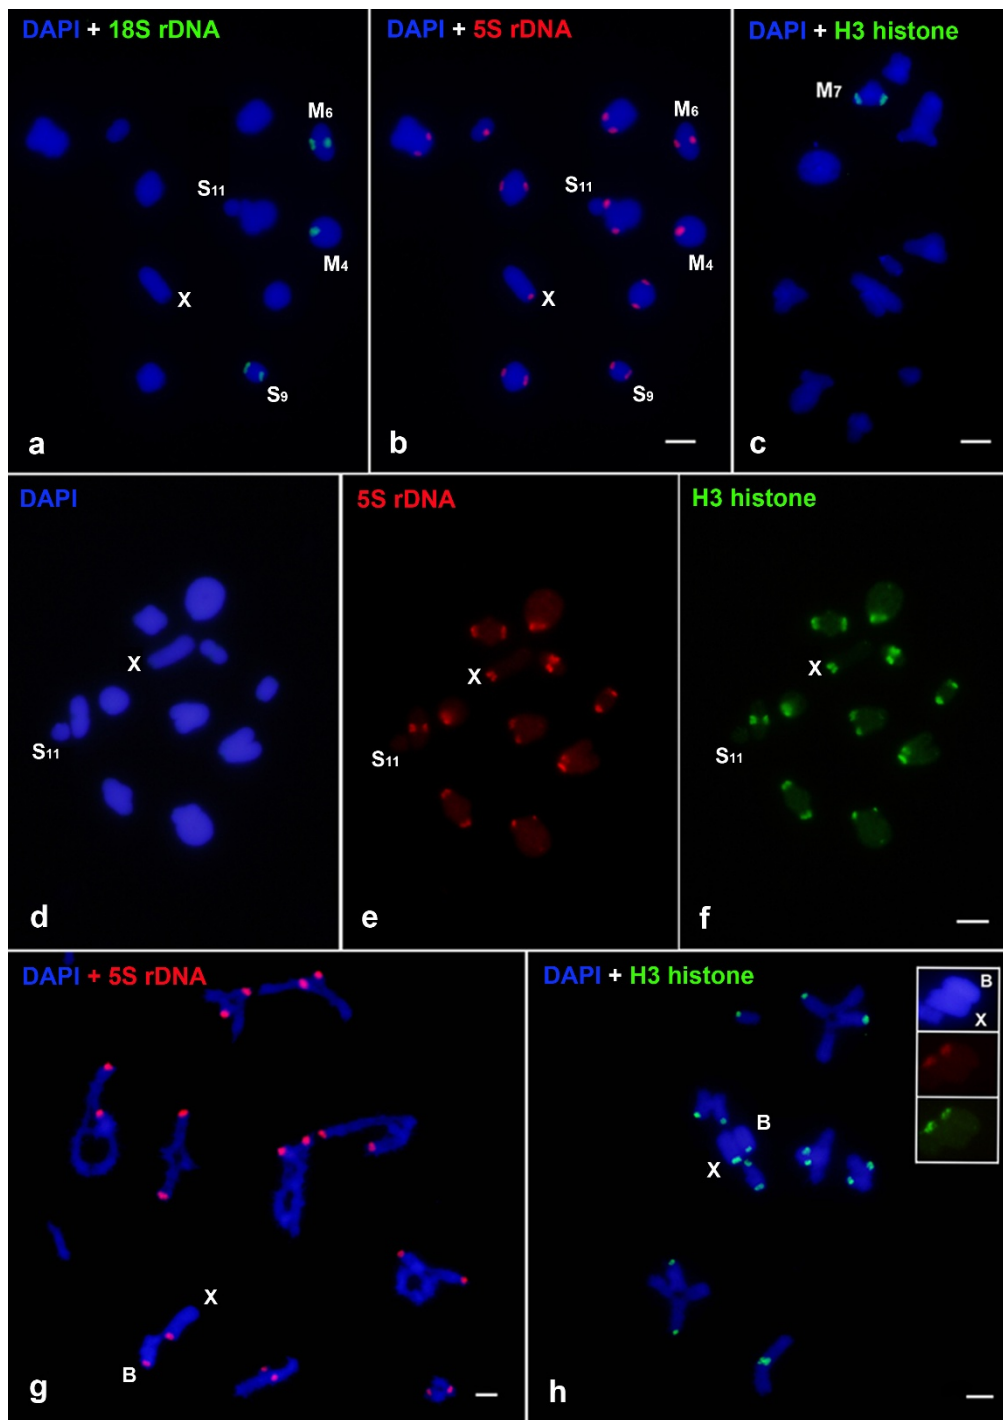 DAPI + 18S rDNA
M6
S11
M4
X
S9
a
DAPI + 5S rDNA
M6
S11
M4
X
S9
b
DAPI + H3 histone
M7
c
DAPI
X
S11
d
5S rDNA
X
S11
e
H3 histone
X
S11
f
DAPI + 5S rDNA
X
B
g
DAPI + H3 histone
B
X
B
X
h